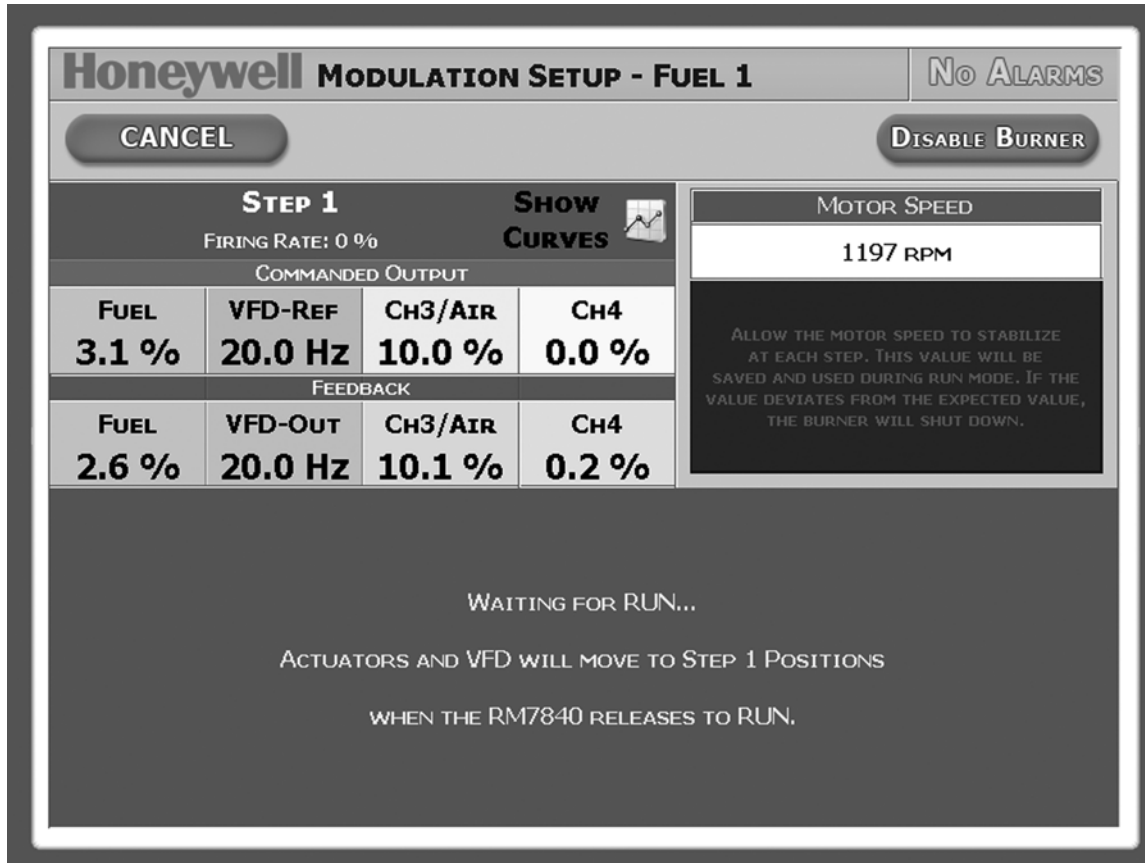 Honeywell MODULATION SETUP - FUEL 1
NO ALARMS
CANCEL
DISABLE BURNER
STEP 1
FIRING RATE: 0 %
SHOW
CURVES
COMMANDED OUTPUT
FUEL VFD-REF CH3/AIR CH4
3.1 % 20.0 Hz 10.0 % 0.0 %
FEEDBACK
FUEL VFD-OUT CH3/AIR CH4
2.6 % 20.0 Hz 10.1 % 0.2 %
MOTOR SPEED
1197 RPM
ALLOW THE MOTOR SPEED TO STABILIZE
AT EACH STEP. THIS VALUE WILL BE
SAVED AND USED DURING RUN MODE. IF THE
VALUE DEVIATES FROM THE EXPECTED VALUE,
THE BURNER WILL SHUT DOWN.
WAITING FOR RUN...
ACTUATORS AND VFD WILL MOVE TO STEP 1 POSITIONS
WHEN THE RM7840 RELEASES TO RUN.